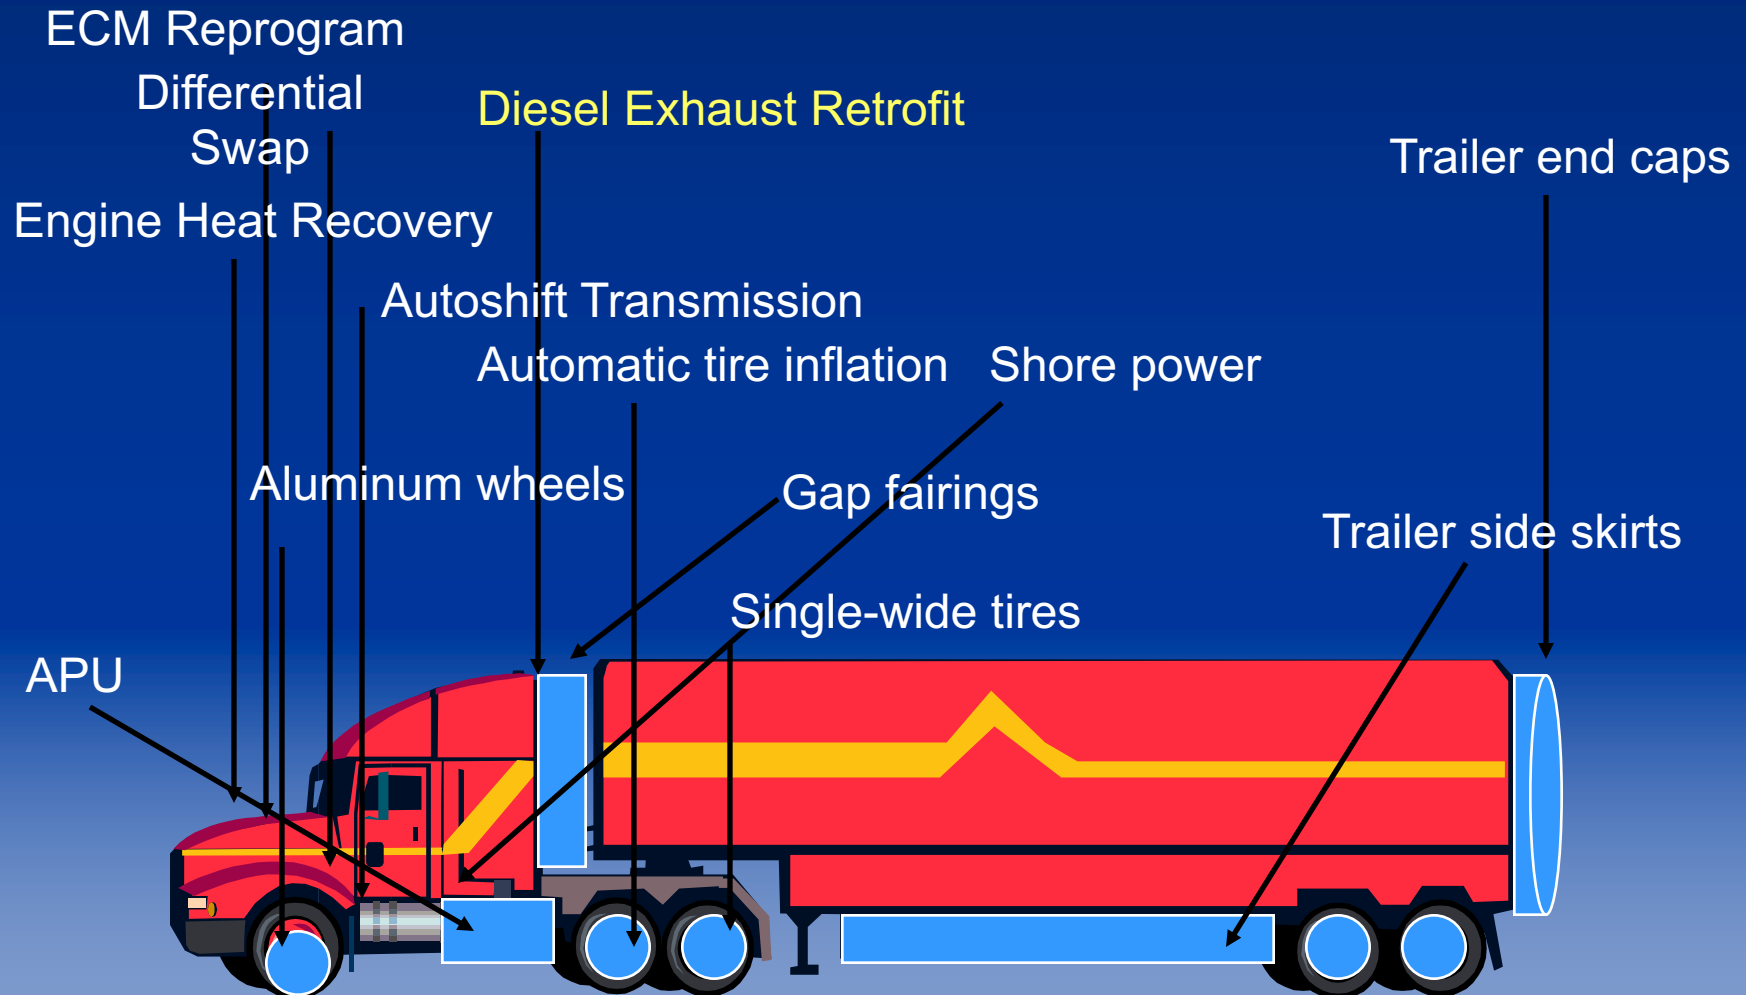 ECM Reprogram
Differential
Swap
Diesel Exhaust Retrofit
Trailer end caps
Engine Heat Recovery
Autoshift Transmission
Automatic tire inflation
Shore power
Aluminum wheels
Gap fairings
Trailer side skirts
Single-wide tires
APU